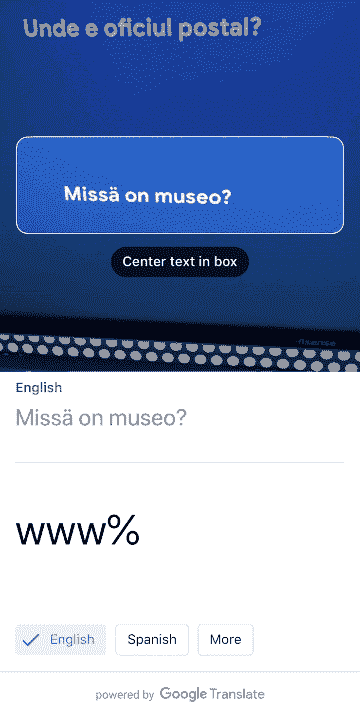 Unde e oficiul postal?
Missä on museo?
Center text in box
Hisense
English
Missä on museo?
www%
English
Spanish
More
powered by Google Translate